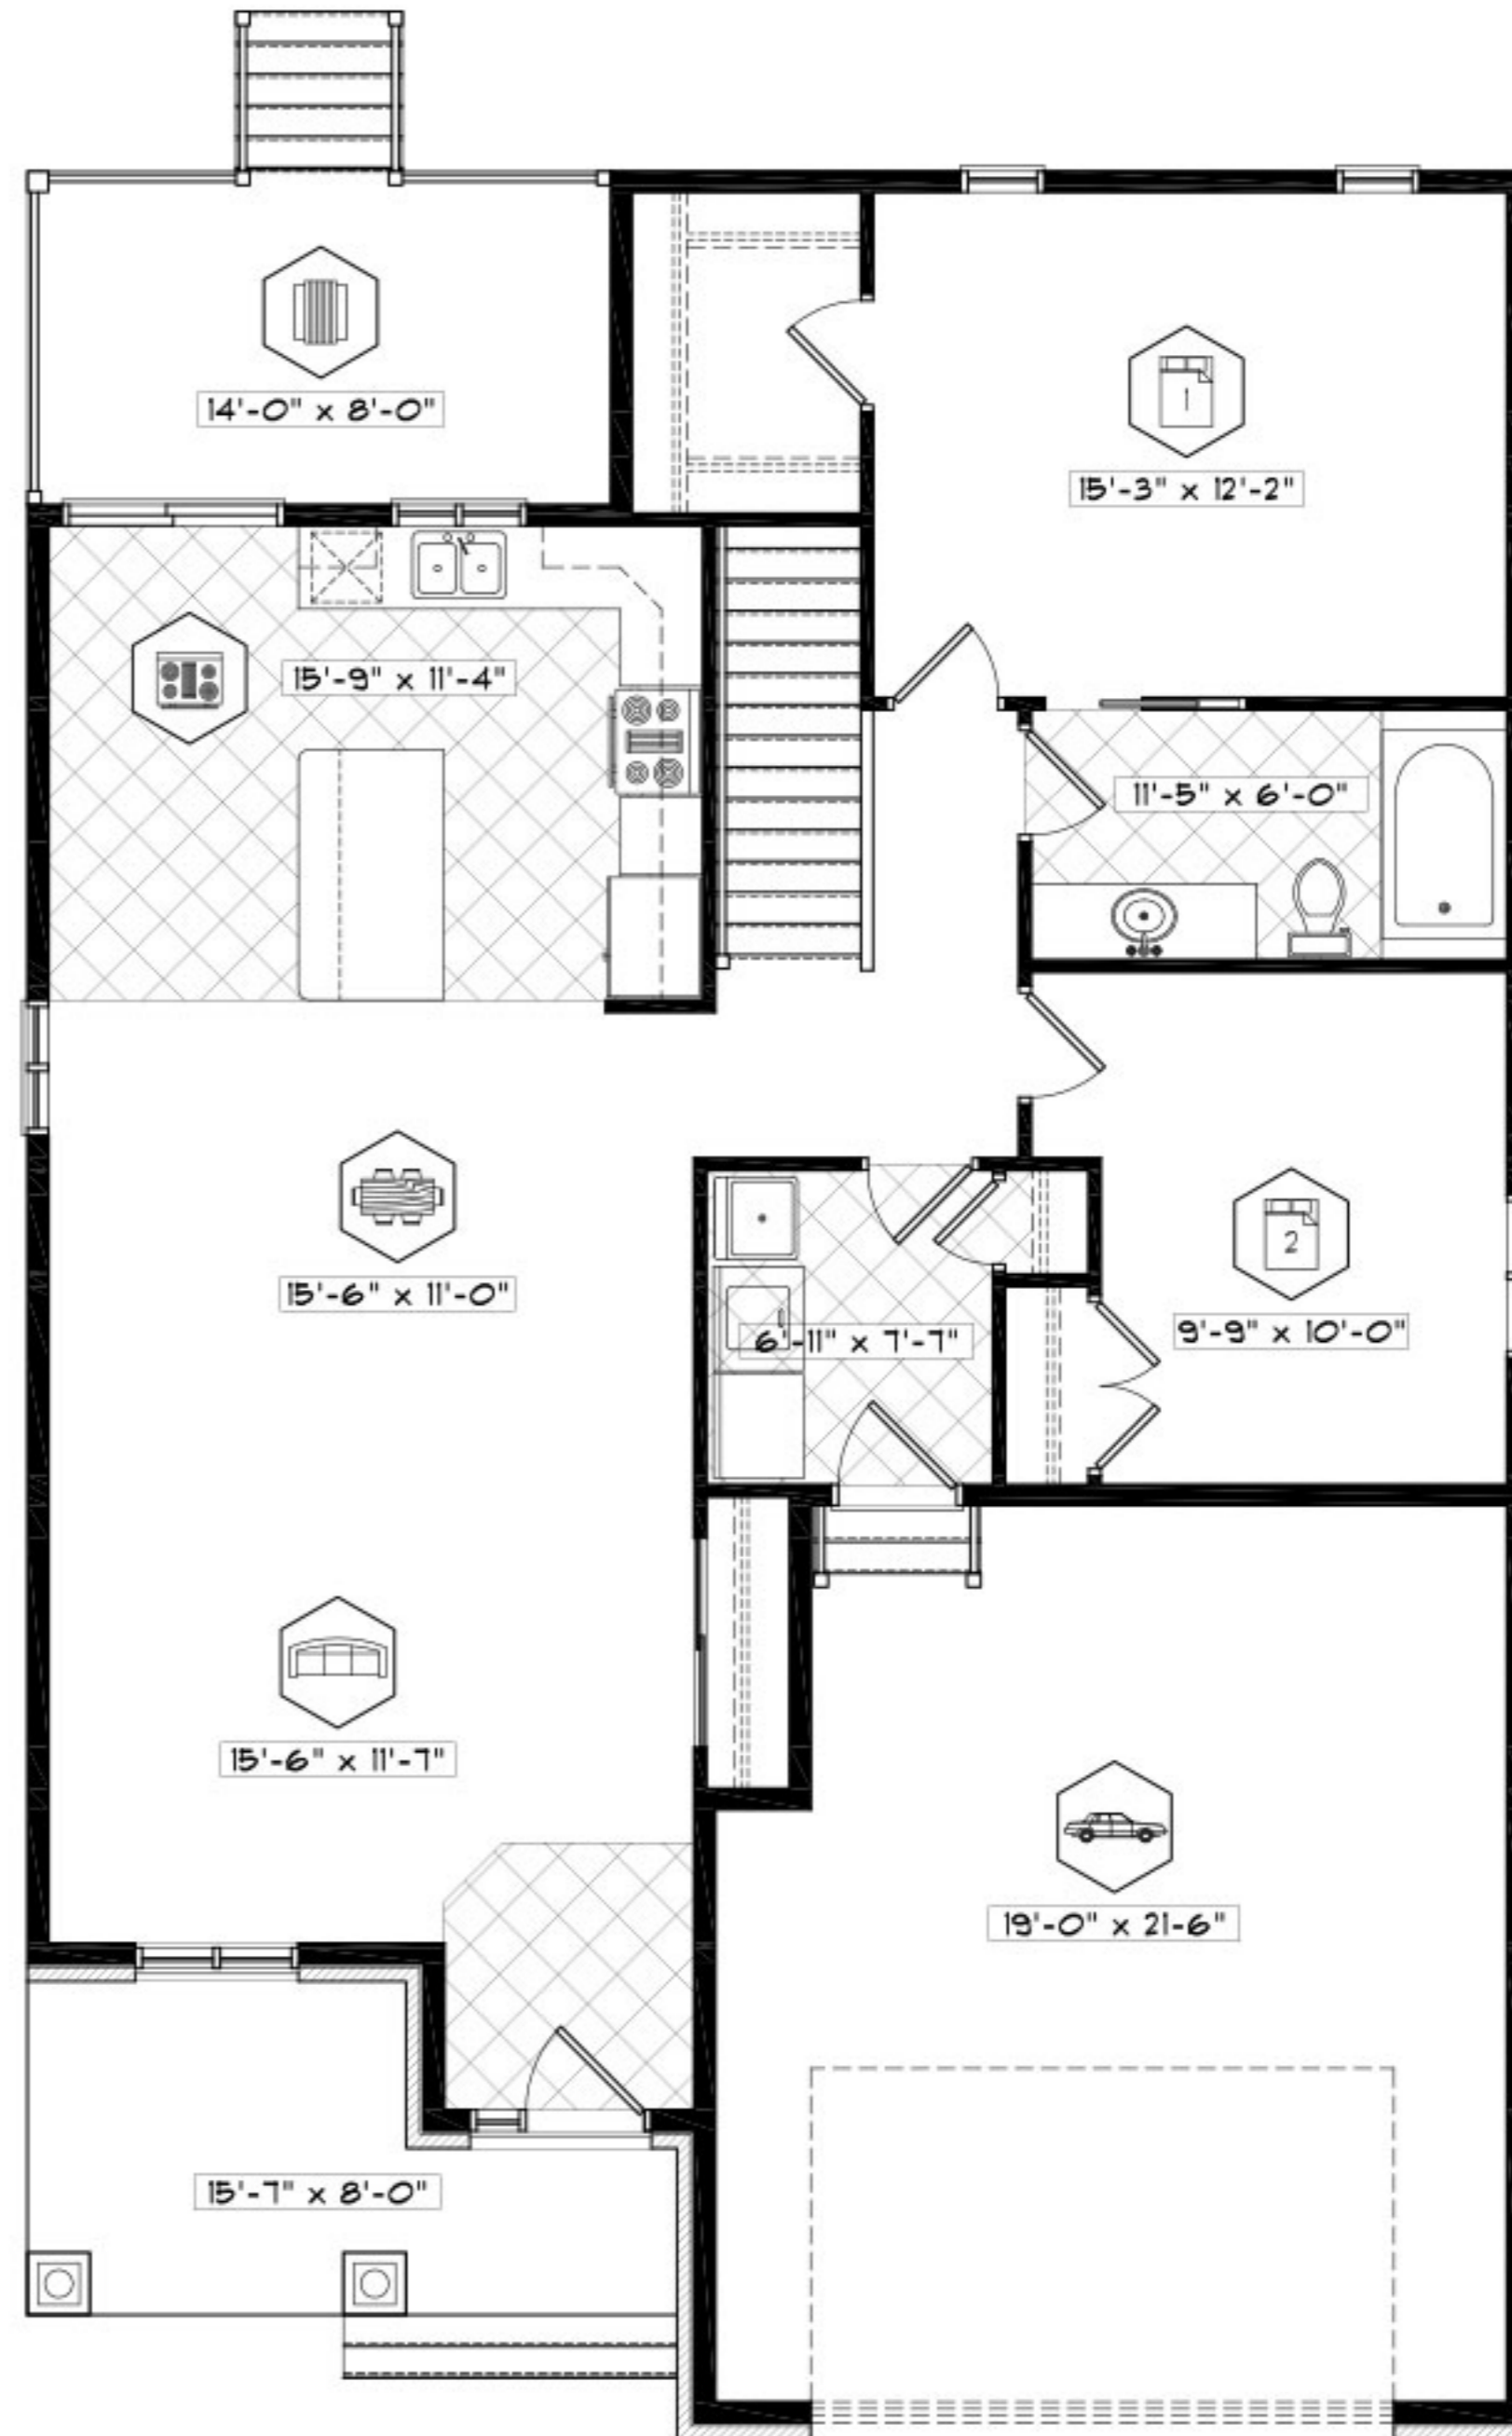 14'-0" x 8'-0"
1
15'-3" x 12'-2"
15'-9" x 11'-4"
11'-5" x 6'-0"
15'-6" x 11'-0"
2
9'-9" x 10'-0"
6'-11" x 7'-7"
15'-6" x 11'-7"
19'-0" x 21-6"
15'-7" x 8'-0"